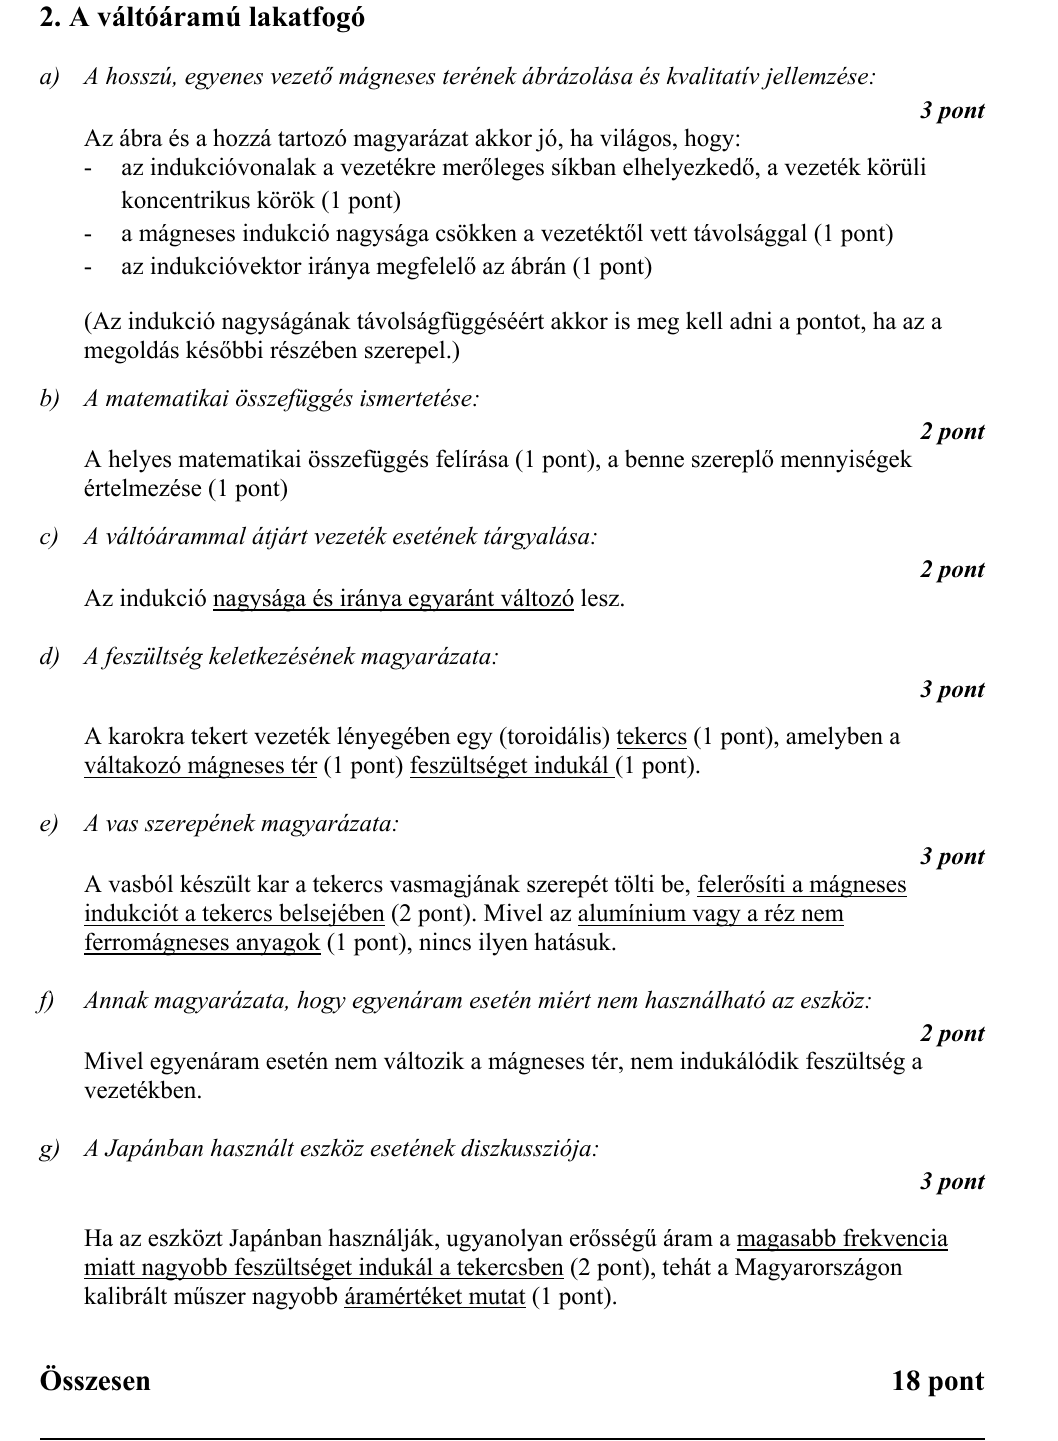 2. A váltóáramú lakatfogó
a) A hosszú, egyenes vezető mágneses terének ábrázolása és kvalitatív jellemzése:
3 pont
Az ábra és a hozzá tartozó magyarázat akkor jó, ha világos, hogy:
- az indukcióvonalak a vezetékre merőleges síkban elhelyezkedő, a vezeték körüli
koncentrikus körök (1 pont)
- a mágneses indukció nagysága csökken a vezetéktől vett távolsággal (1 pont)
- az indukcióvektor iránya megfelelő az ábrán (1 pont)
(Az indukció nagyságának távolságfüggéséért akkor is meg kell adni a pontot, ha az a
megoldás későbbi részében szerepel.)
b) A matematikai összefüggés ismertetése:
2 pont
A helyes matematikai összefüggés felírása (1 pont), a benne szereplő mennyiségek
értelmezése (1 pont)
c) A váltóárammal átjárt vezeték esetének tárgyalása:
2 pont
Az indukció nagysága és iránya egyaránt változó lesz.
d) A feszültség keletkezésének magyarázata:
3 pont
A karokra tekert vezeték lényegében egy (toroidális) tekercs (1 pont), amelyben a
váltakozó mágneses tér (1 pont) feszültséget indukál (1 pont).
e) A vas szerepének magyarázata:
3 pont
A vasból készült kar a tekercs vasmagjának szerepét tölti be, felerősíti a mágneses
indukciót a tekercs belsejében (2 pont). Mivel az alumínium vagy a réz nem
ferromágneses anyagok (1 pont), nincs ilyen hatásuk.
f) Annak magyarázata, hogy egyenáram esetén miért nem használható az eszköz:
2 pont
Mivel egyenáram esetén nem változik a mágneses tér, nem indukálódik feszültség a
vezetékben.
g) A Japánban használt eszköz esetének diszkussziója:
3 pont
Ha az eszközt Japánban használják, ugyanolyan erősségű áram a magasabb frekvencia
miatt nagyobb feszültséget indukál a tekercsben (2 pont), tehát a Magyarországon
kalibrált műszer nagyobb áramértéket mutat (1 pont).
Összesen 18 pont